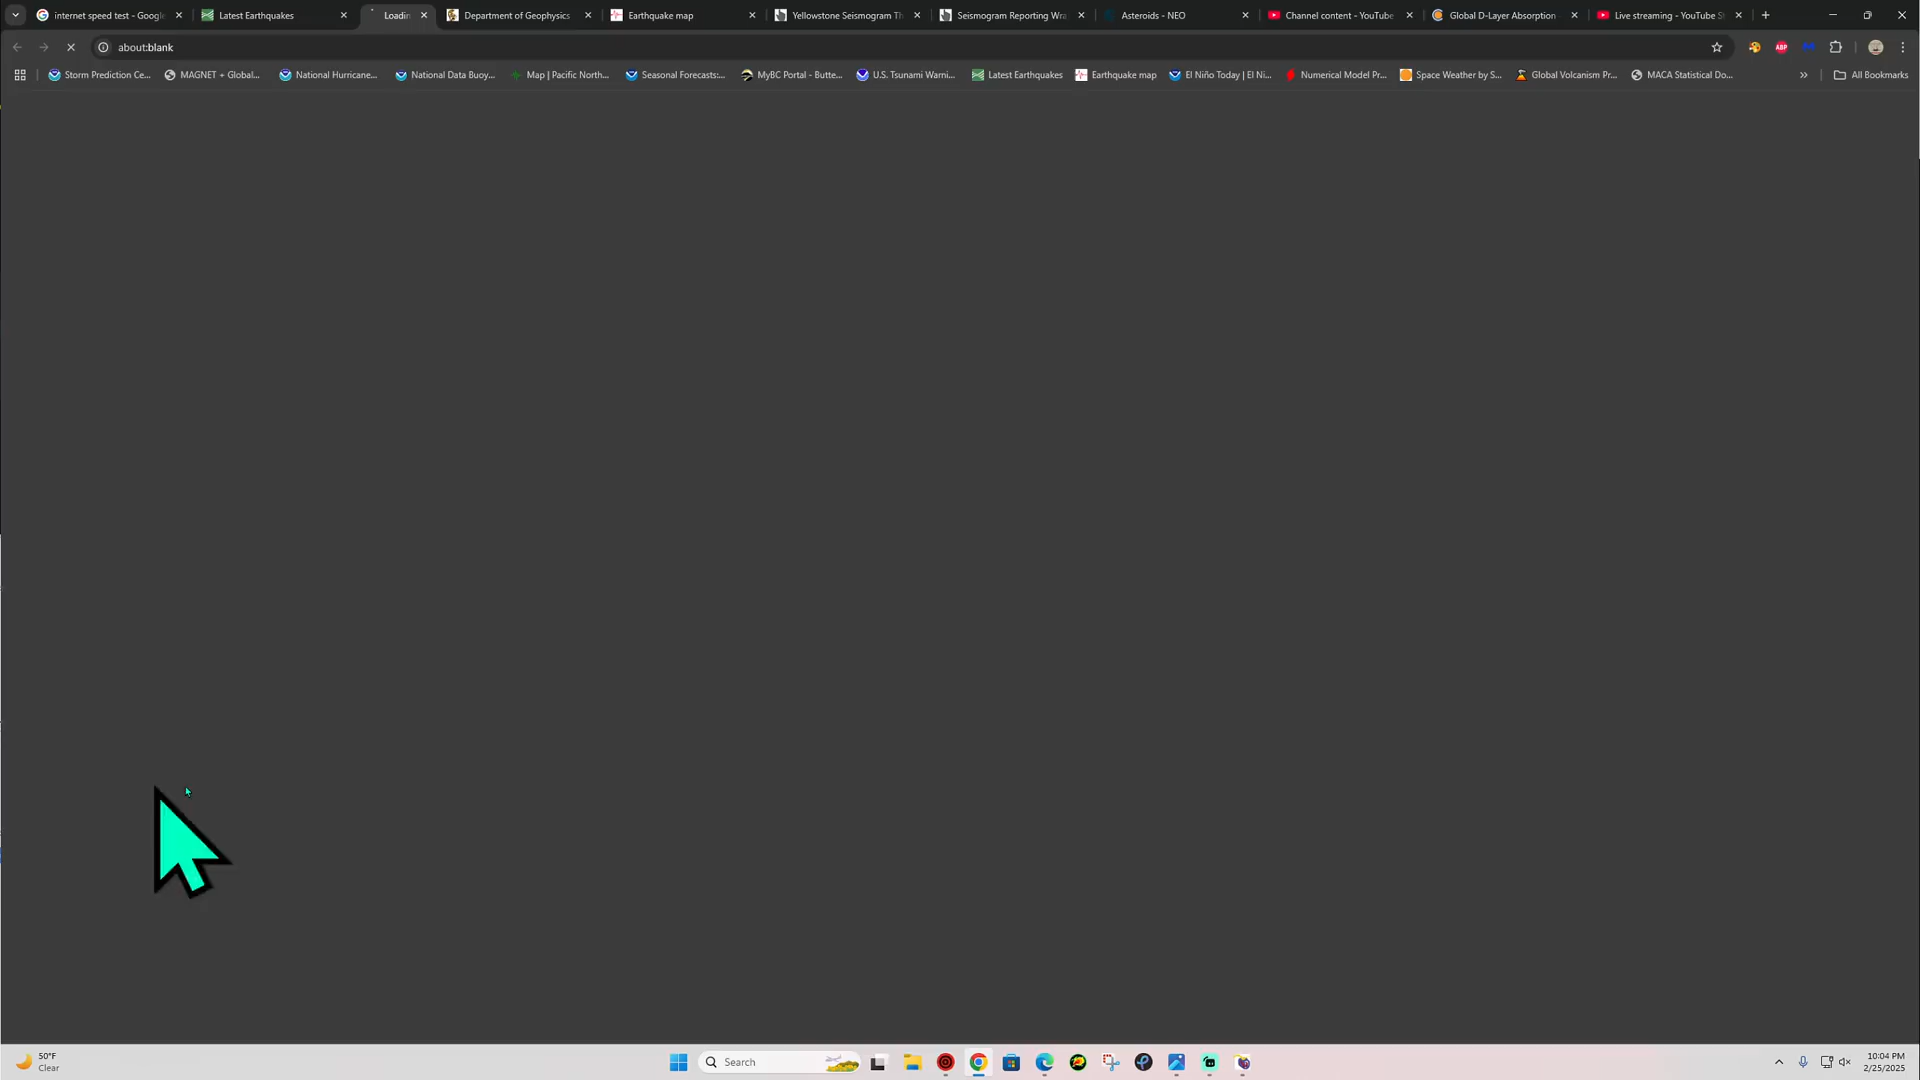 internet speed test - Google
Latest Earthquakes
Loadin
Department of Geophysics
Earthquake map
Yellowstone Seismogram Th
Seismogram Reporting Wra
Asteroids - NEO
Channel content - YouTube
Global D-Layer Absorption
Live streaming - YouTube St
about:blank
ABP
Storm Prediction Ce...
MAGNET + Global...
National Hurricane...
National Data Buoy...
Map | Pacific North...
Seasonal Forecasts:...
MyBC Portal - Butte...
U.S. Tsunami Warni...
Latest Earthquakes
Earthquake map
El Niño Today | El Ni...
Numerical Model Pr...
Space Weather by S...
Global Volcanism Pr...
MACA Statistical Do...
»
All Bookmarks
50°F
Clear
Search
10:04 PM
2/25/2025